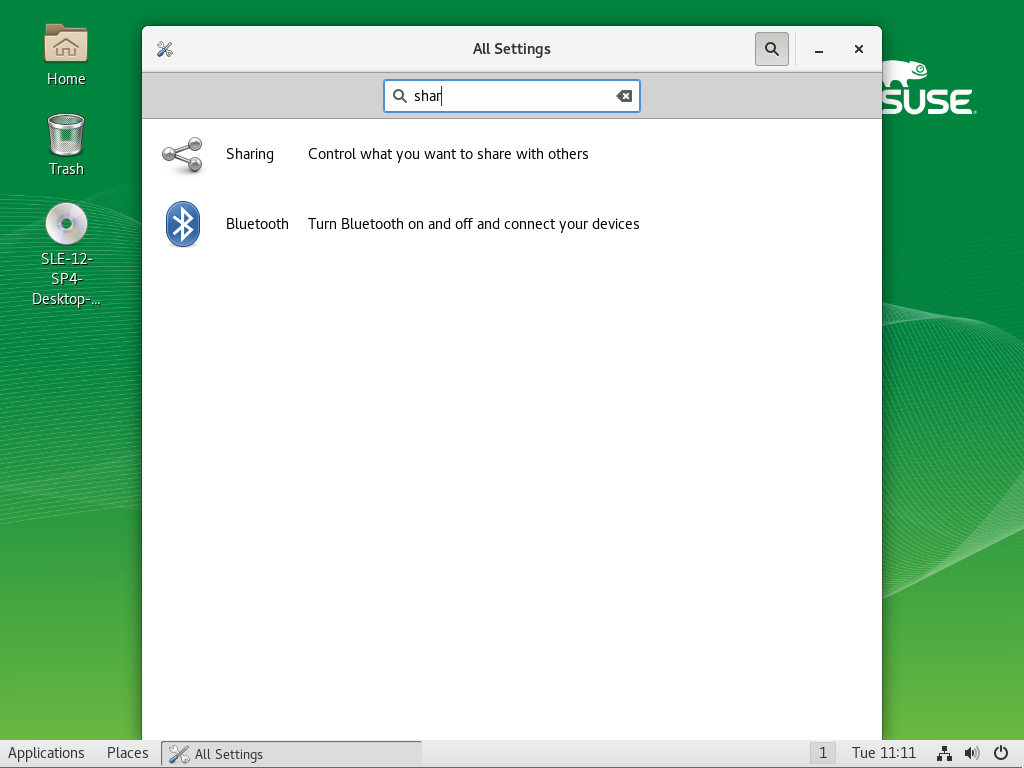 Home
Trash
SLE-12-
SP4-
Desktop-...
All Settings
SUSE
shar
Sharing Control what you want to share with others
Bluetooth Turn Bluetooth on and off and connect your devices
Applications Places All Settings 1 Tue 11:11